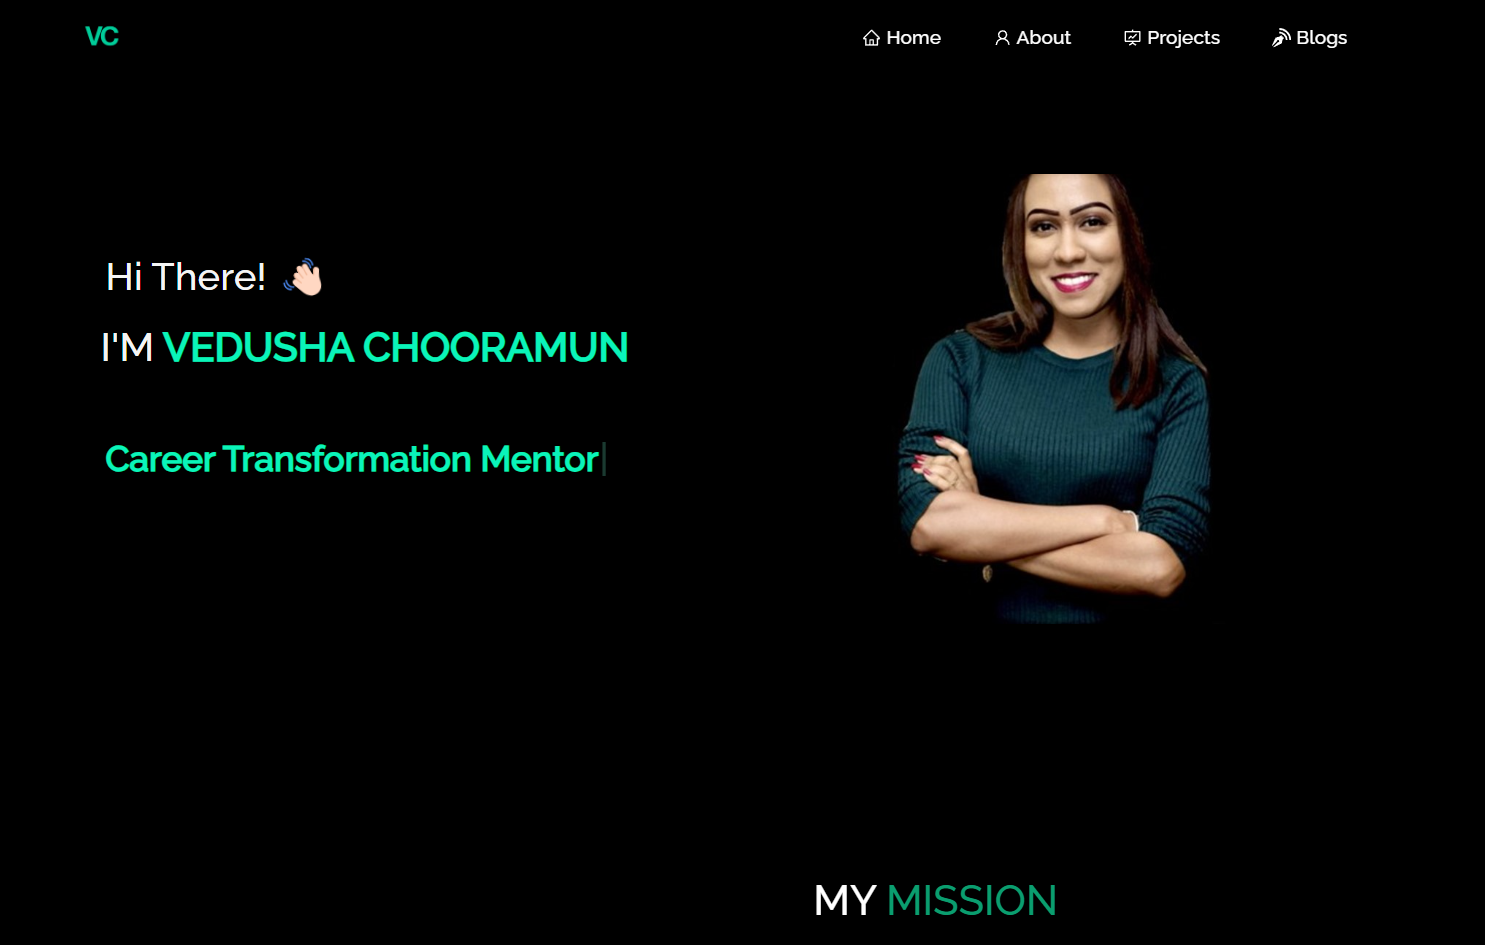 VC
Home
About
Projects
Blogs
Hi There! 👋🏻
I'M VEDUSHA CHOORAMUN
Career Transformation Mentor
MY MISSION